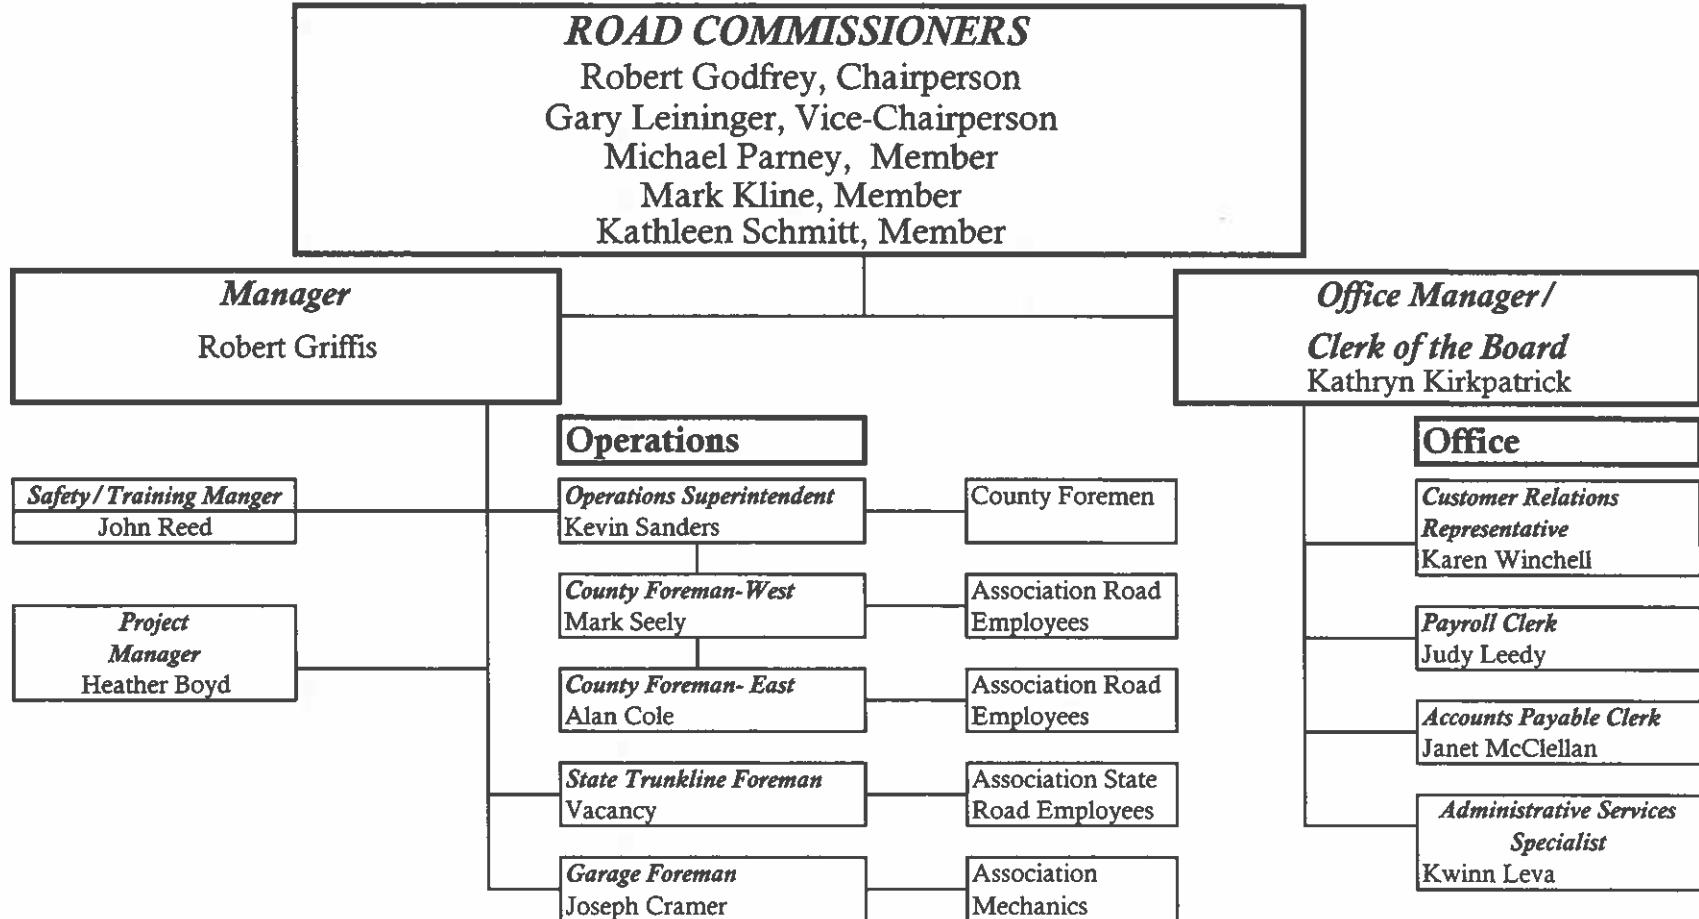 ROAD COMMISSIONERS
Robert Godfrey, Chairperson
Gary Leininger, Vice-Chairperson
Michael Parney, Member
Mark Kline, Member
Kathleen Schmitt, Member
Manager
Robert Griffis
Office Manager/
Clerk of the Board
Kathryn Kirkpatrick
Operations
Office
Safety/Training Manger
John Reed
Project
Manager
Heather Boyd
Operations Superintendent
Kevin Sanders
County Foremen
County Foreman-West
Mark Seely
Association Road
Employees
County Foreman- East
Alan Cole
Association Road
Employees
State Trunkline Foreman
Vacancy
Association State
Road Employees
Garage Foreman
Joseph Cramer
Association
Mechanics
Customer Relations
Representative
Karen Winchell
Payroll Clerk
Judy Leedy
Accounts Payable Clerk
Janet McClellan
Administrative Services
Specialist
Kwinn Leva